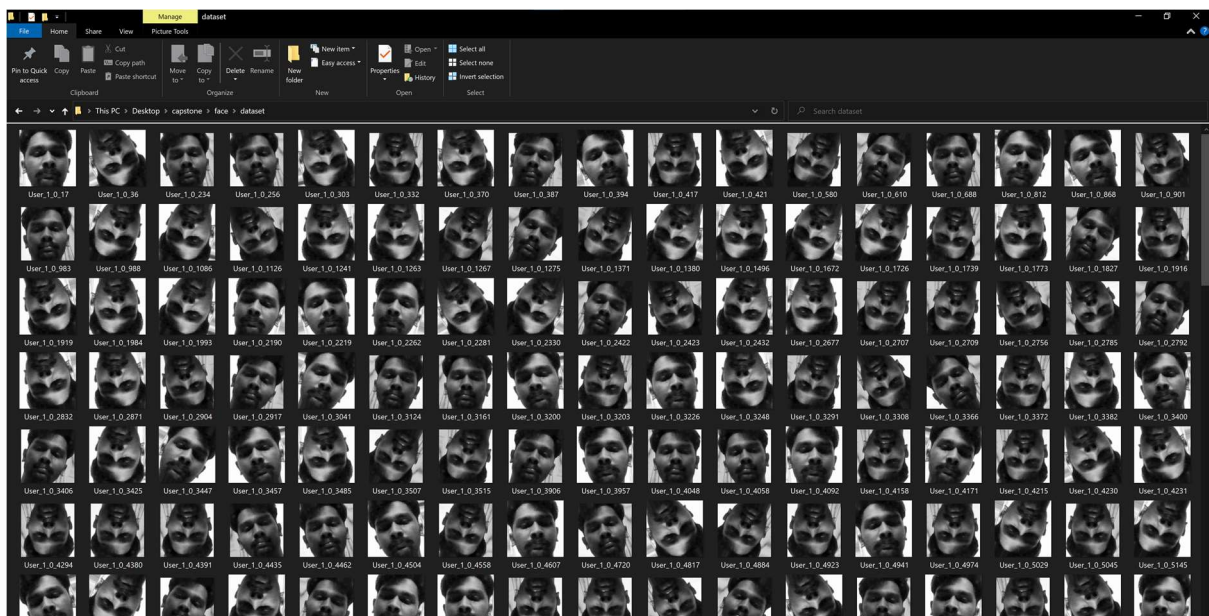 Manage dataset
File Home Share View Picture Tools
Pin to Quick access
Copy
Paste
Cut
Copy path
Paste shortcut
Clipboard
Move to
Copy to
Delete
Rename
Organize
New folder
New item
Easy access
New
Properties
Open
Edit
History
Open
Select all
Select none
Invert selection
Select
This PC > Desktop > capstone > face > dataset
Search dataset
User_1_0_17 User_1_0_36 User_1_0_234 User_1_0_256 User_1_0_303 User_1_0_332 User_1_0_370 User_1_0_387 User_1_0_394 User_1_0_417 User_1_0_421 User_1_0_580 User_1_0_610 User_1_0_688 User_1_0_812 User_1_0_868 User_1_0_901
User_1_0_983 User_1_0_988 User_1_0_1086 User_1_0_1126 User_1_0_1241 User_1_0_1263 User_1_0_1267 User_1_0_1275 User_1_0_1371 User_1_0_1380 User_1_0_1496 User_1_0_1672 User_1_0_1726 User_1_0_1739 User_1_0_1773 User_1_0_1827 User_1_0_1916
User_1_0_1919 User_1_0_1984 User_1_0_1993 User_1_0_2190 User_1_0_2219 User_1_0_2262 User_1_0_2281 User_1_0_2330 User_1_0_2422 User_1_0_2423 User_1_0_2432 User_1_0_2677 User_1_0_2707 User_1_0_2709 User_1_0_2756 User_1_0_2785 User_1_0_2792
User_1_0_2832 User_1_0_2871 User_1_0_2904 User_1_0_2917 User_1_0_3041 User_1_0_3124 User_1_0_3161 User_1_0_3200 User_1_0_3203 User_1_0_3226 User_1_0_3248 User_1_0_3291 User_1_0_3308 User_1_0_3366 User_1_0_3372 User_1_0_3382 User_1_0_3400
User_1_0_3406 User_1_0_3425 User_1_0_3447 User_1_0_3457 User_1_0_3485 User_1_0_3507 User_1_0_3515 User_1_0_3906 User_1_0_3957 User_1_0_4048 User_1_0_4058 User_1_0_4092 User_1_0_4158 User_1_0_4171 User_1_0_4215 User_1_0_4230 User_1_0_4231
User_1_0_4294 User_1_0_4380 User_1_0_4391 User_1_0_4435 User_1_0_4462 User_1_0_4504 User_1_0_4558 User_1_0_4607 User_1_0_4720 User_1_0_4817 User_1_0_4884 User_1_0_4923 User_1_0_4941 User_1_0_4974 User_1_0_5029 User_1_0_5045 User_1_0_5145